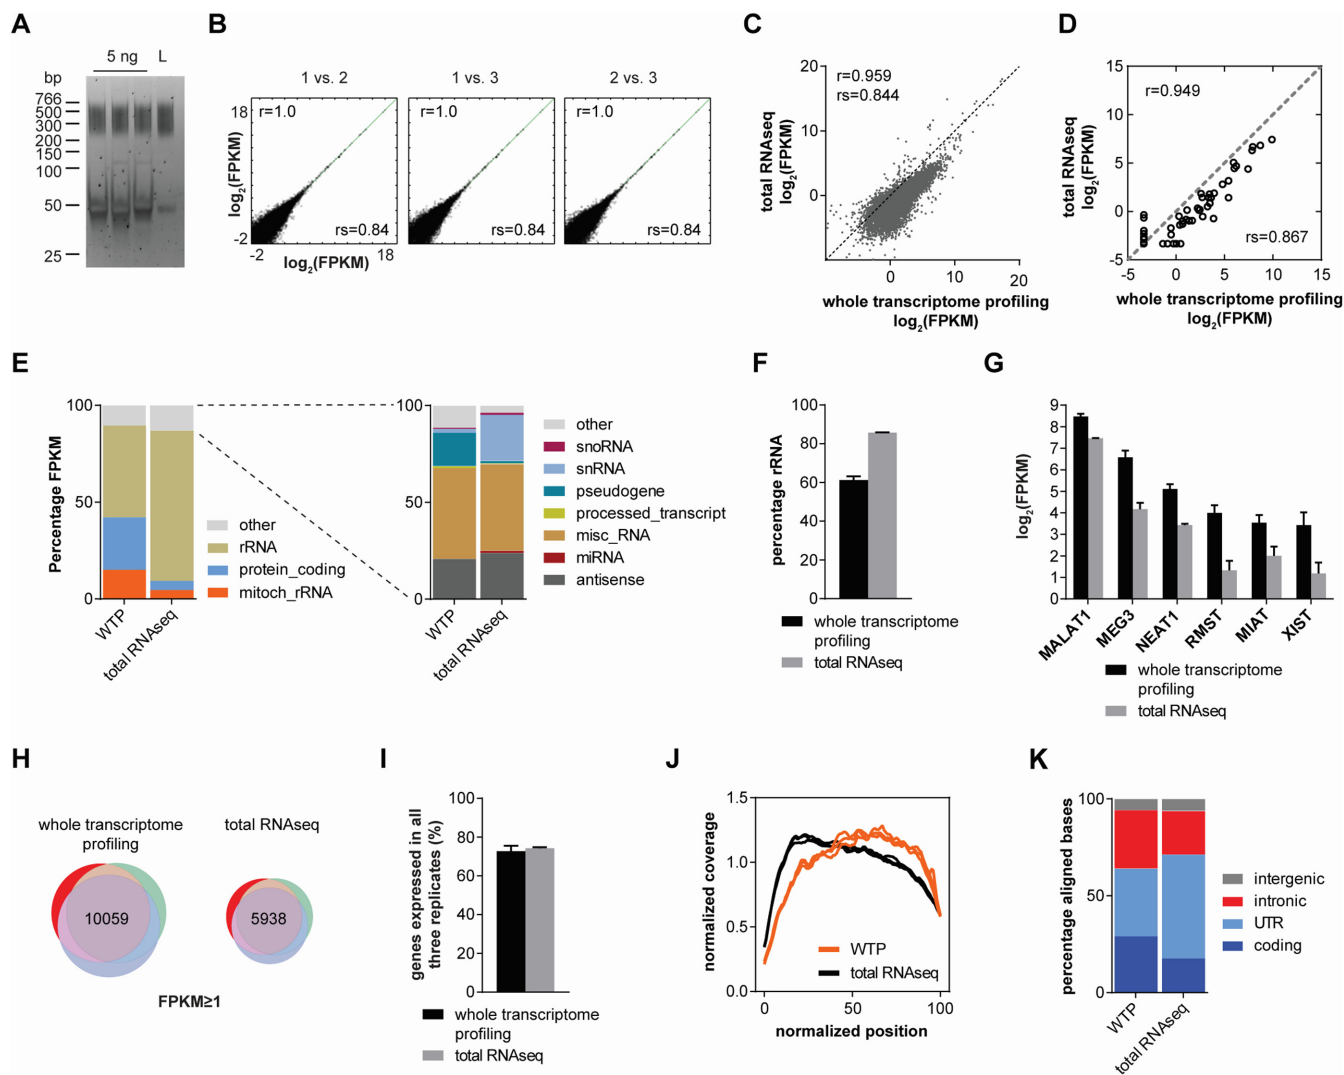 A
5 ng
L
bp
766
500
300
200
150
100
50
25
B
1 vs. 2
1 vs. 3
2 vs. 3
18
log2(FPKM)
-2
r=1.0
rs=0.84
r=1.0
rs=0.84
r=1.0
rs=0.84
-2
log2(FPKM)
18
C
total RNAseq
log2(FPKM)
20
10
0
r=0.959
rs=0.844
0
10
20
whole transcriptome profiling
log2(FPKM)
D
total RNAseq
log2(FPKM)
15
10
5
0
-5
r=0.949
rs=0.867
-5
0
5
10
15
whole transcriptome profiling
log2(FPKM)
E
Percentage FPKM
100
50
0
WTP
total RNAseq
other
rRNA
protein_coding
mitoch_rRNA
100
50
0
WTP
total RNAseq
other
snoRNA
snRNA
pseudogene
processed_transcript
misc_RNA
miRNA
antisense
F
percentage rRNA
100
80
60
40
20
0
whole transcriptome
profiling
total RNAseq
G
log2(FPKM)
9
8
7
6
5
4
3
2
1
0
MALAT1
MEG3
NEAT1
RMST
MIAT
XIST
whole transcriptome
profiling
total RNAseq
H
whole transcriptome
profiling
total RNAseq
10059
5938
FPKM≥1
I
genes expressed in all
three replicates (%)
100
80
60
40
20
0
whole transcriptome
profiling
total RNAseq
J
normalized coverage
1.5
1.0
0.5
0.0
WTP
total RNAseq
0
50
100
normalized position
K
percentage aligned bases
100
50
0
WTP
total RNAseq
intergenic
intronic
UTR
coding